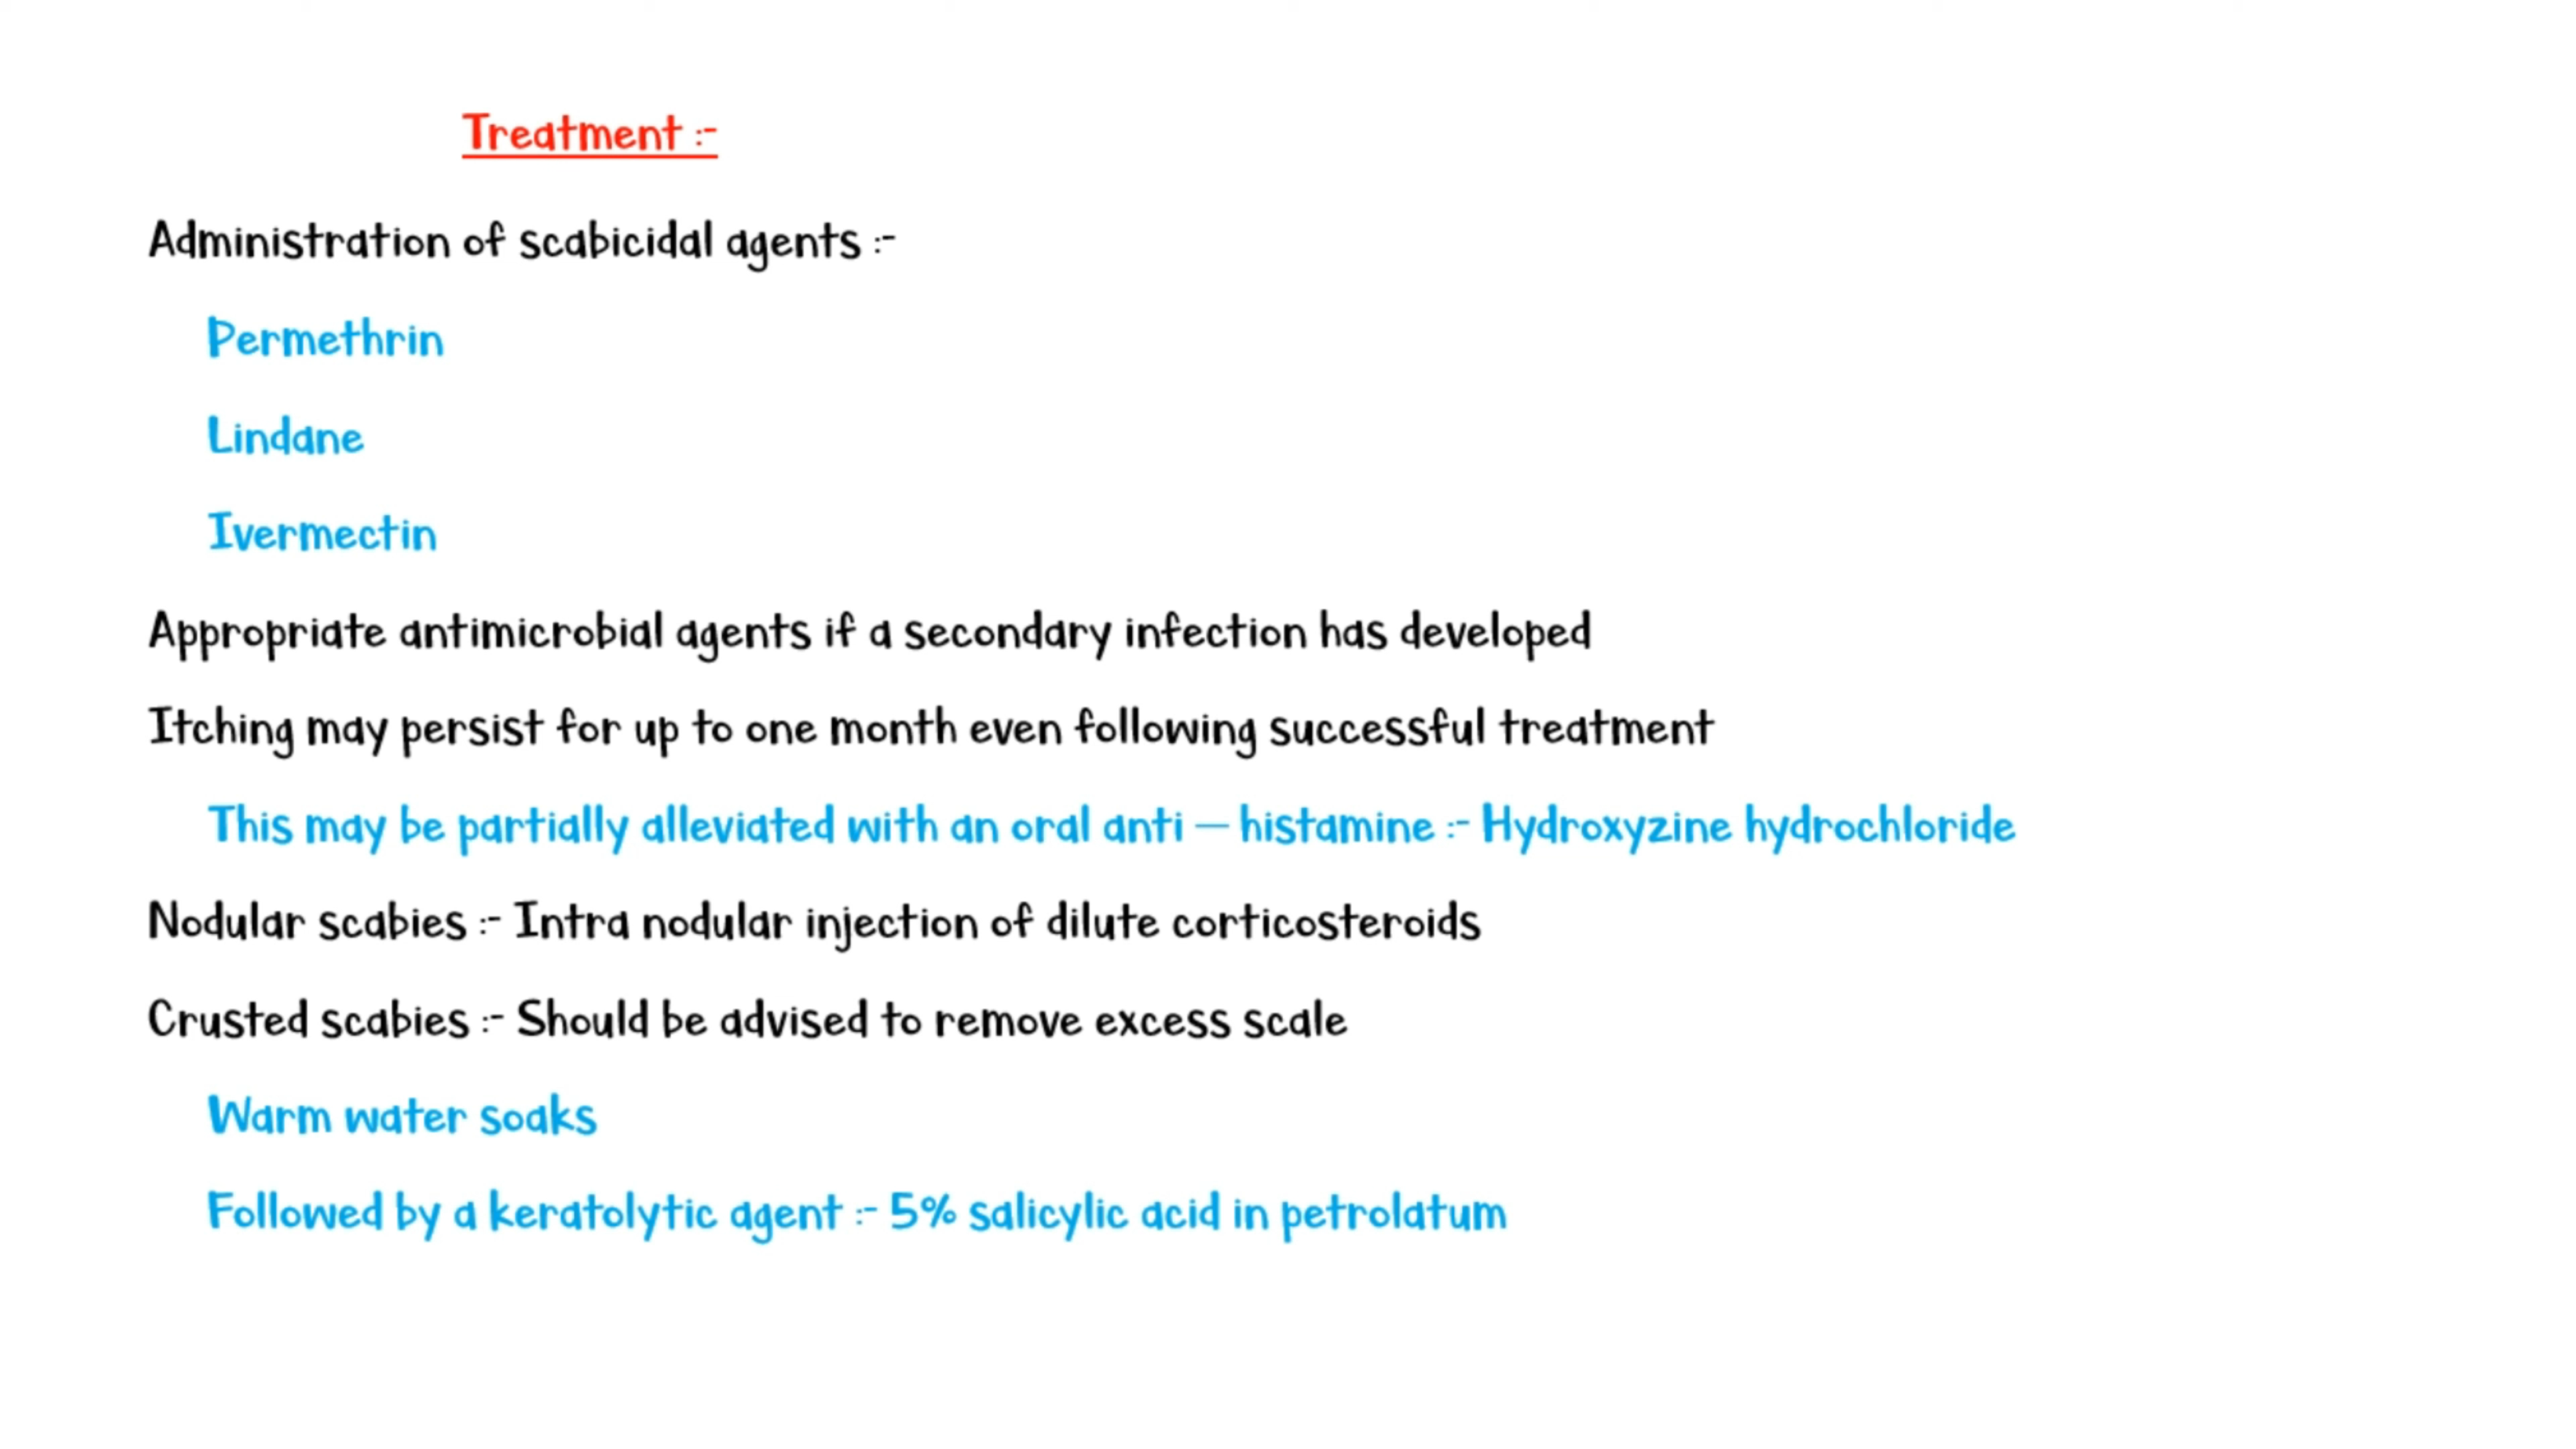 Treatment :-
Administration of scabicidal agents :-
Permethrin
Lindane
Ivermectin
Appropriate antimicrobial agents if a secondary infection has developed
Itching may persist for up to one month even following successful treatment
This may be partially alleviated with an oral anti – histamine :- Hydroxyzine hydrochloride
Nodular scabies :- Intra nodular injection of dilute corticosteroids
Crusted scabies :- Should be advised to remove excess scale
Warm water soaks
Followed by a keratolytic agent :- 5% salicylic acid in petrolatum